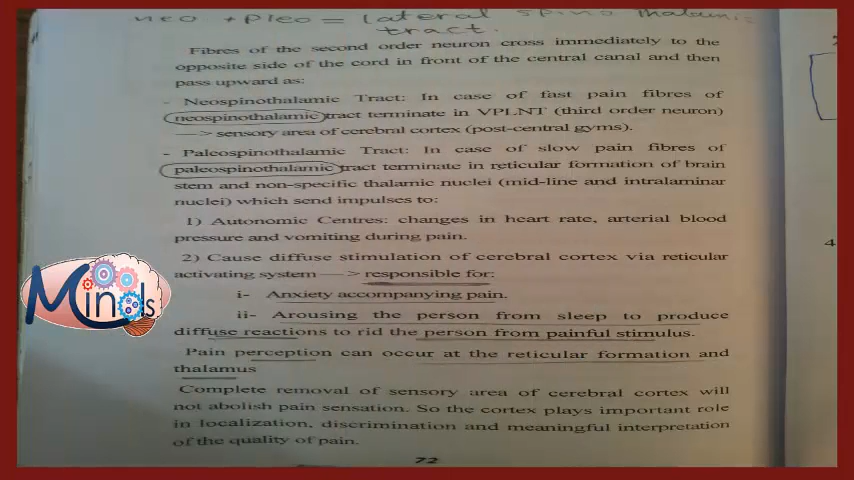 neo + pleo = lateral spino thalamic
tract.
Fibres of the second order neuron cross immediately to the
opposite side of the cord in front of the central canal and then
pass upward as:
- Neospinothalamic Tract: In case of fast pain fibres of
neospinothalamic tract terminate in VPLNT (third order neuron)
—> sensory area of cerebral cortex (post-central gyms).
- Paleospinothalamic Tract: In case of slow pain fibres of
paleospinothalamic tract terminate in reticular formation of brain
stem and non-specific thalamic nuclei (mid-line and intralaminar
nuclei) which send impulses to:
1) Autonomic Centres: changes in heart rate, arterial blood
pressure and vomiting during pain.
2) Cause diffuse stimulation of cerebral cortex via reticular
activating system —> responsible for:
i- Anxiety accompanying pain.
ii- Arousing the person from sleep to produce
diffuse reactions to rid the person from painful stimulus.
Pain perception can occur at the reticular formation and
thalamus
Complete removal of sensory area of cerebral cortex will
not abolish pain sensation. So the cortex plays important role
in localization, discrimination and meaningful interpretation
of the quality of pain.
72
4
Minds